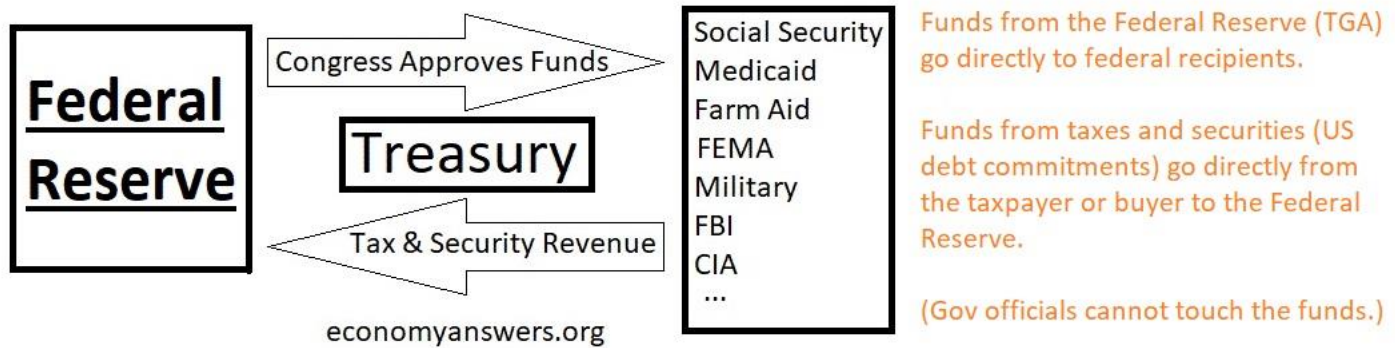 Federal
Reserve
Congress Approves Funds
Treasury
Tax & Security Revenue
economyanswers.org
Social Security
Medicaid
Farm Aid
FEMA
Military
FBI
CIA
...
Funds from the Federal Reserve (TGA)
go directly to federal recipients.
Funds from taxes and securities (US
debt commitments) go directly from
the taxpayer or buyer to the Federal
Reserve.
(Gov officials cannot touch the funds.)